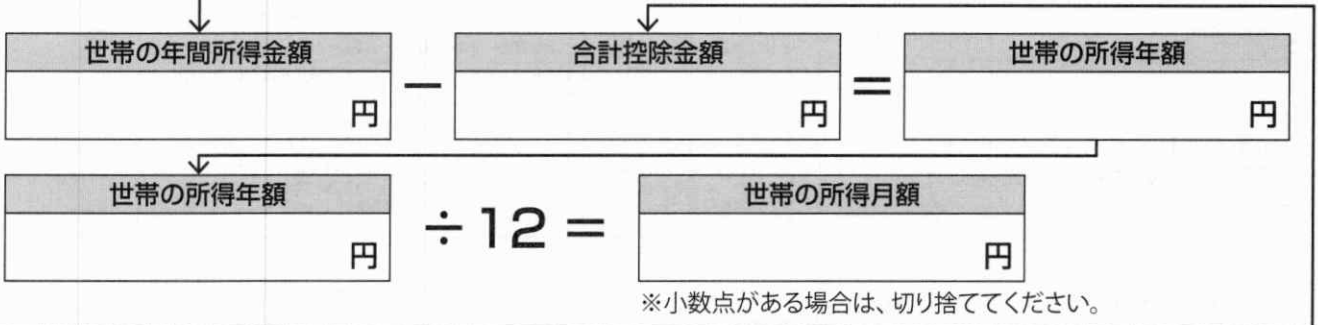 世帯の年間所得金額 合計控除金額 世帯の所得年額
円 − 円 = 円
世帯の所得年額 世帯の所得月額
円 ÷12= 円
※小数点がある場合は、切り捨ててください。